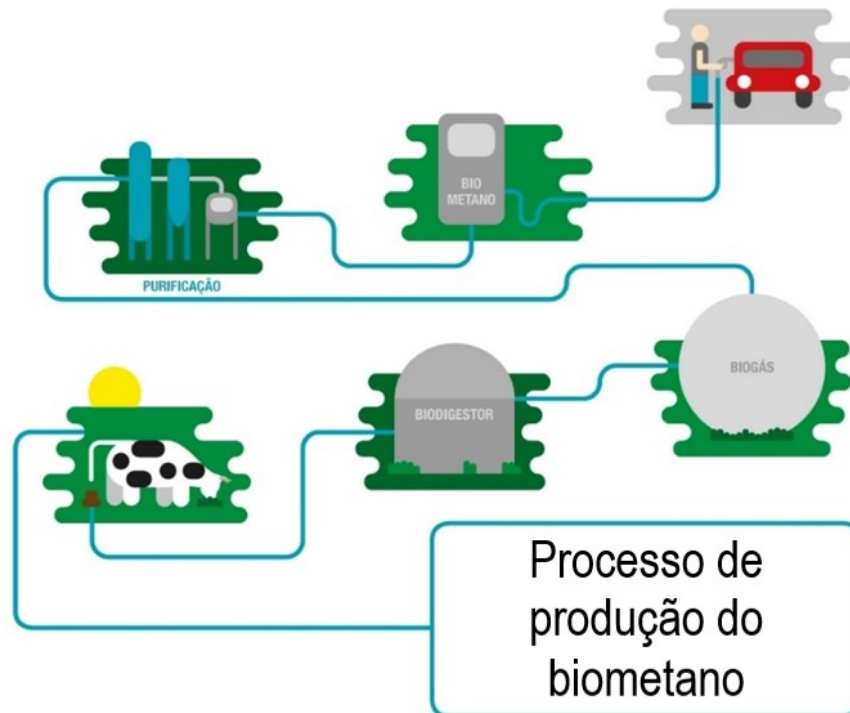 BIO
METANO
PURIFICAÇÃO
BIOGÁS
BIODIGESTOR
Processo de
produção do
biometano